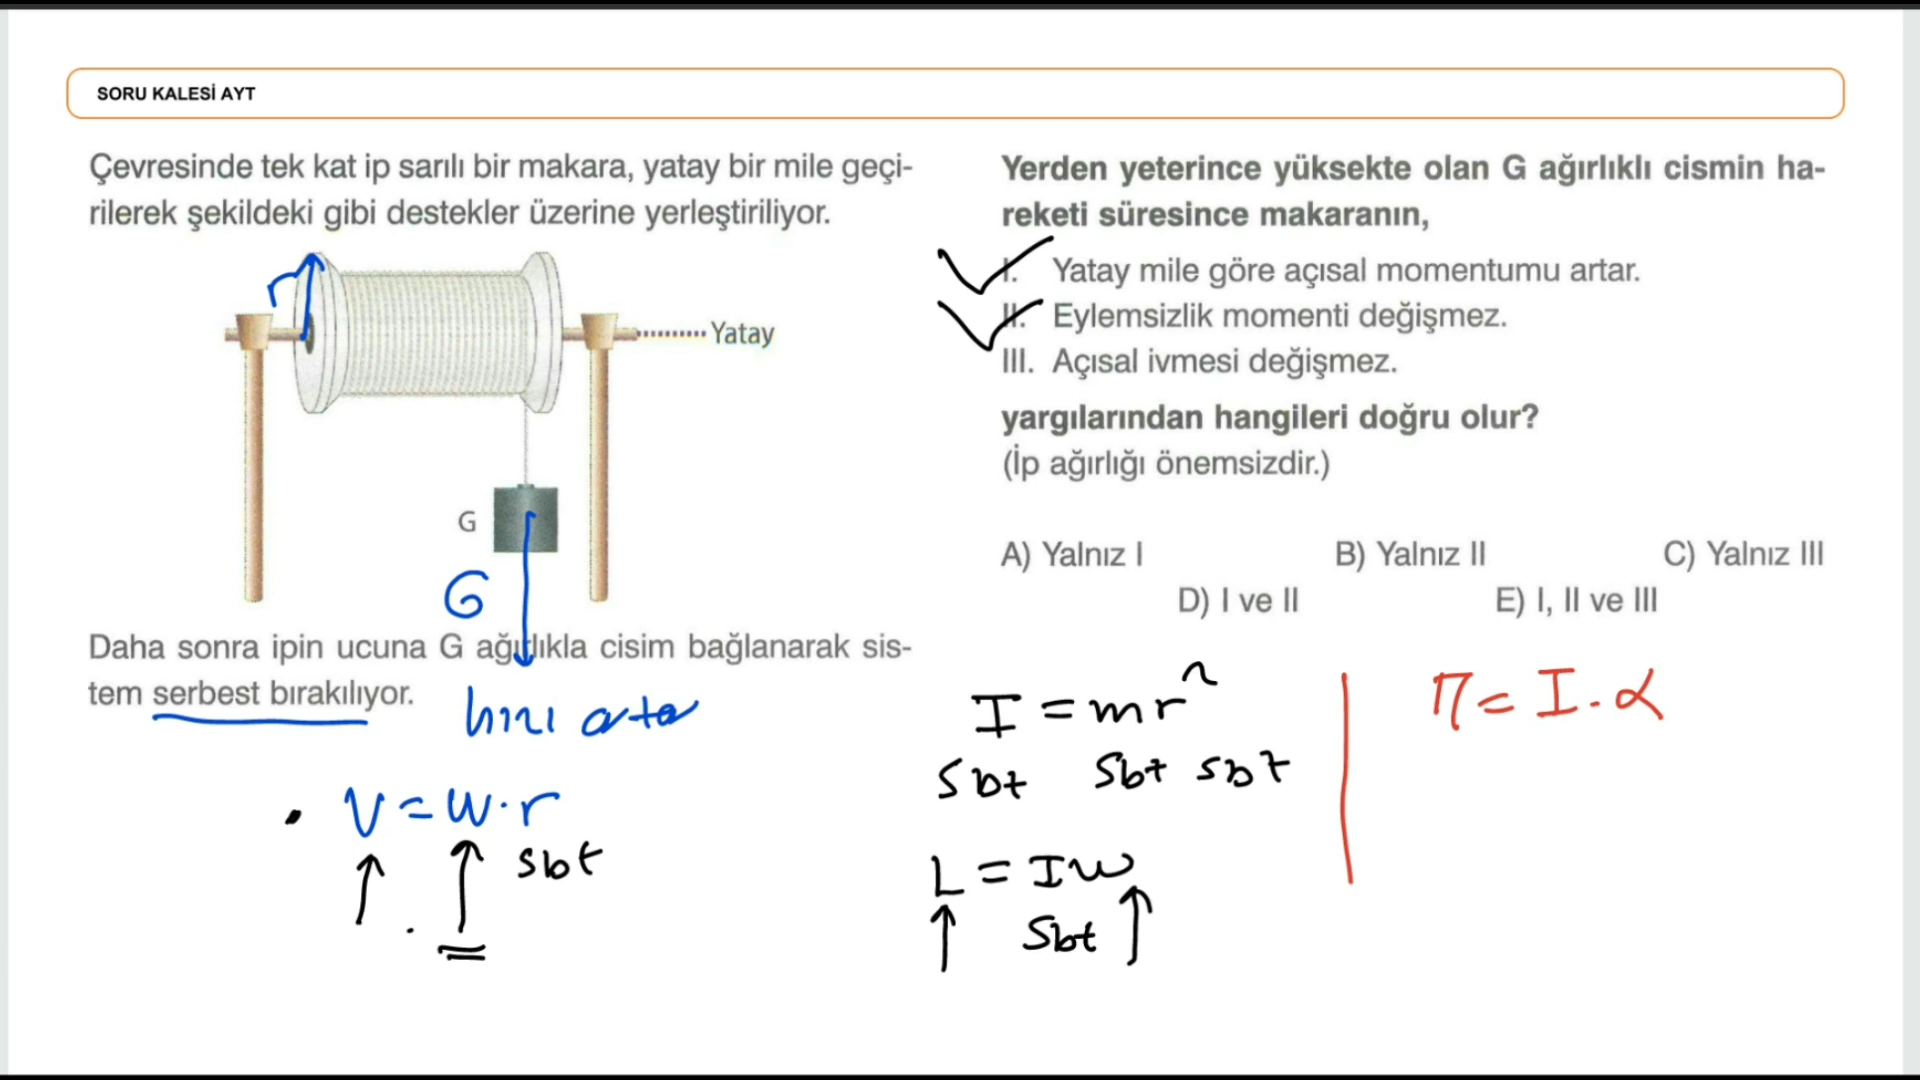 SORU KALESİ AYT
Çevresinde tek kat ip sarılı bir makara, yatay bir mile geçi-
rilerek şekildeki gibi destekler üzerine yerleştiriliyor.
r
Yatay
G
G
Daha sonra ipin ucuna G ağırlıkla cisim bağlanarak sis-
tem serbest bırakılıyor.
hızı artar
V = w . r
sbt
Yerden yeterince yüksekte olan G ağırlıklı cismin ha-
reketi süresince makaranın,
I. Yatay mile göre açısal momentumu artar.
II. Eylemsizlik momenti değişmez.
III. Açısal ivmesi değişmez.
yargılarından hangileri doğru olur?
(İp ağırlığı önemsizdir.)
A) Yalnız I B) Yalnız II C) Yalnız III
D) I ve II E) I, II ve III
I = mr²
Sbt Sbt sbt
L = Iw
Sbt
τ = I . α